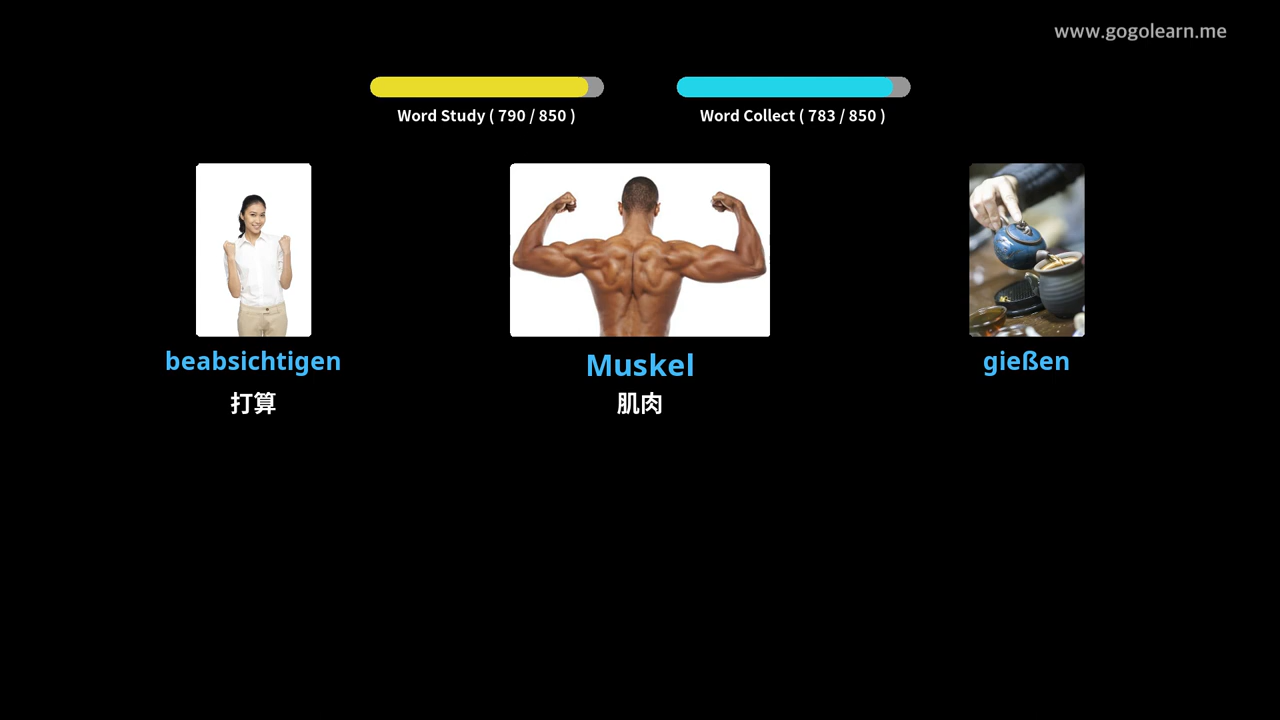 www.gogolearn.me
Word Study ( 790 / 850 )
Word Collect ( 783 / 850 )
beabsichtigen
打算
Muskel
肌肉
gießen